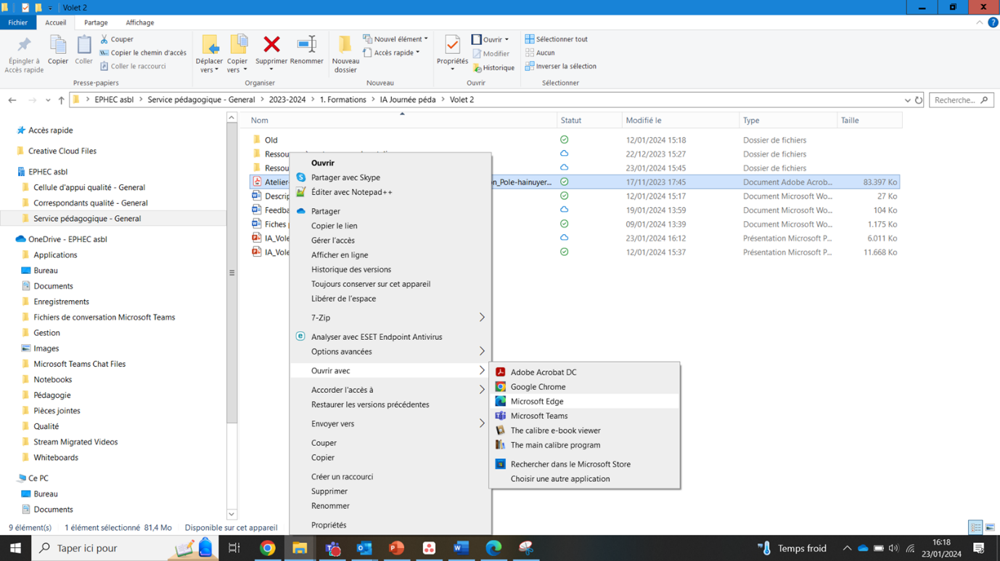 Volet 2
Fichier Accueil Partage Affichage
Épingler à Accès rapide
Copier
Coller
Couper
Copier le chemin d'accès
Coller le raccourci
Presse-papiers
Déplacer vers
Copier vers
Supprimer
Renommer
Organiser
Nouveau dossier
Nouvel élément
Accès rapide
Nouveau
Propriétés
Ouvrir
Modifier
Historique
Ouvrir
Sélectionner tout
Aucun
Inverser la sélection
Sélectionner
EPHEC asbl > Service pédagogique - General > 2023-2024 > 1. Formations > IA Journée péda > Volet 2
Recherche...
Accès rapide
Creative Cloud Files
EPHEC asbl
Cellule d'appui qualité - General
Correspondants qualité - General
Service pédagogique - General
OneDrive - EPHEC asbl
Applications
Bureau
Documents
Enregistrements
Fichiers de conversation Microsoft Teams
Gestion
Images
Microsoft Teams Chat Files
Notebooks
Pédagogie
Pièces jointes
Qualité
Stream Migrated Videos
Whiteboards
Ce PC
Bureau
Documents
Nom Statut Modifié le Type Taille
Old 12/01/2024 15:18 Dossier de fichiers
Ressou 22/12/2023 15:27 Dossier de fichiers
Ressou 23/01/2024 15:45 Dossier de fichiers
Atelier n_Pole-hainuyer... 17/11/2023 17:45 Document Adobe Acrob... 83.397 Ko
Descrip 12/01/2024 15:17 Document Microsoft Wo... 27 Ko
Feedba 19/01/2024 13:59 Document Microsoft Wo... 104 Ko
Fiches 09/01/2024 13:39 Document Microsoft Wo... 1.175 Ko
IA_Vole 23/01/2024 16:12 Présentation Microsoft P... 6.011 Ko
IA_Vole 12/01/2024 15:37 Présentation Microsoft P... 11.668 Ko
Ouvrir
Partager avec Skype
Éditer avec Notepad++
Partager
Copier le lien
Gérer l'accès
Afficher en ligne
Historique des versions
Toujours conserver sur cet appareil
Libérer de l'espace
7-Zip
Analyser avec ESET Endpoint Antivirus
Options avancées
Ouvrir avec
Accorder l'accès à
Restaurer les versions précédentes
Envoyer vers
Couper
Copier
Créer un raccourci
Supprimer
Renommer
Propriétés
Adobe Acrobat DC
Google Chrome
Microsoft Edge
Microsoft Teams
The calibre e-book viewer
The main calibre program
Rechercher dans le Microsoft Store
Choisir une autre application
9 élément(s) 1 élément sélectionné 81,4 Mo Disponible sur cet appareil
Taper ici pour
Temps froid
16:18
23/01/2024